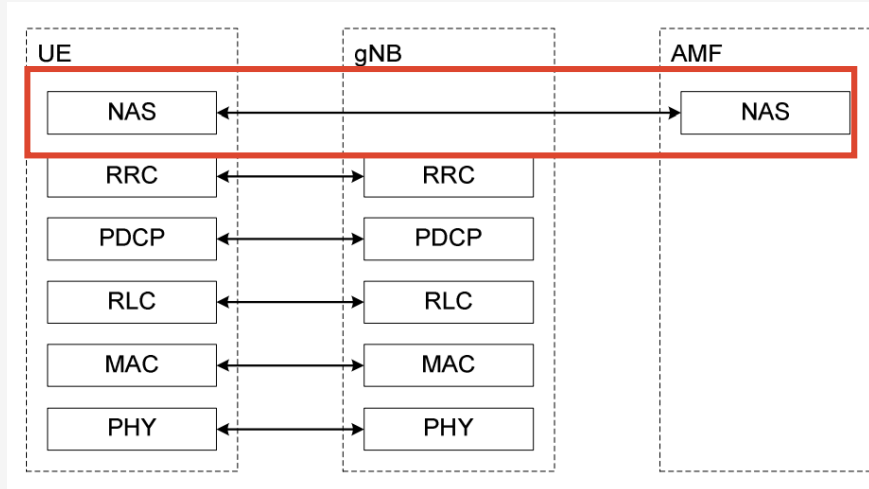 UE gNB AMF
NAS NAS
RRC RRC
PDCP PDCP
RLC RLC
MAC MAC
PHY PHY